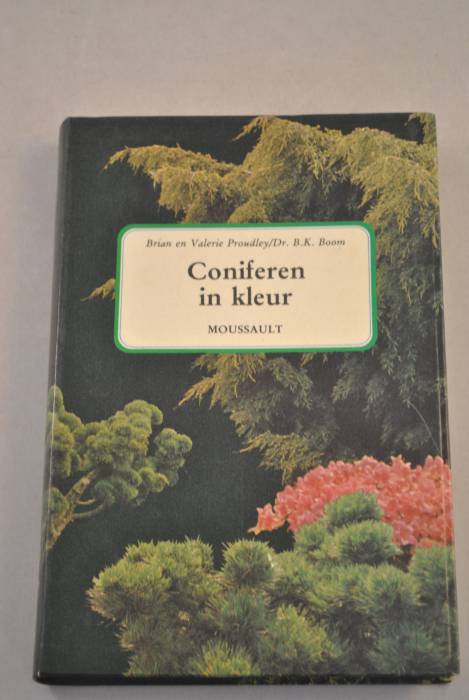 Brian en Valerie Proudley/Dr. B.K. Boom
Coniferen
in kleur
MOUSSAULT